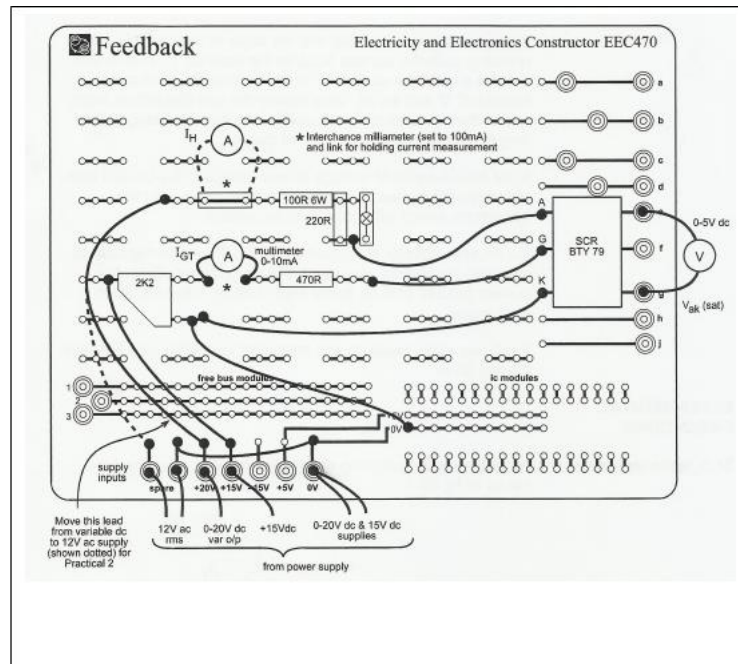 Feedback
Electricity and Electronics Constructor EEC470
a
b
c
d
I_H
A
* Interchance milliameter (set to 100mA)
and link for holding current measurement
*
100R 6W
220R
A
G
K
SCR
BTY 79
f
g
h
j
0-5V dc
V
V_ak (sat)
I_GT
A
multimeter
0-10mA
*
2K2
470R
free bus modules
ic modules
1
2
3
0V
supply
inputs
spare
+20V
+15V
-15V
+5V
0V
Move this lead
from variable dc
to 12V ac supply
(shown dotted) for
Practical 2
12V ac
rms
0-20V dc
var o/p
+15Vdc
0-20V dc & 15V dc
supplies
from power supply